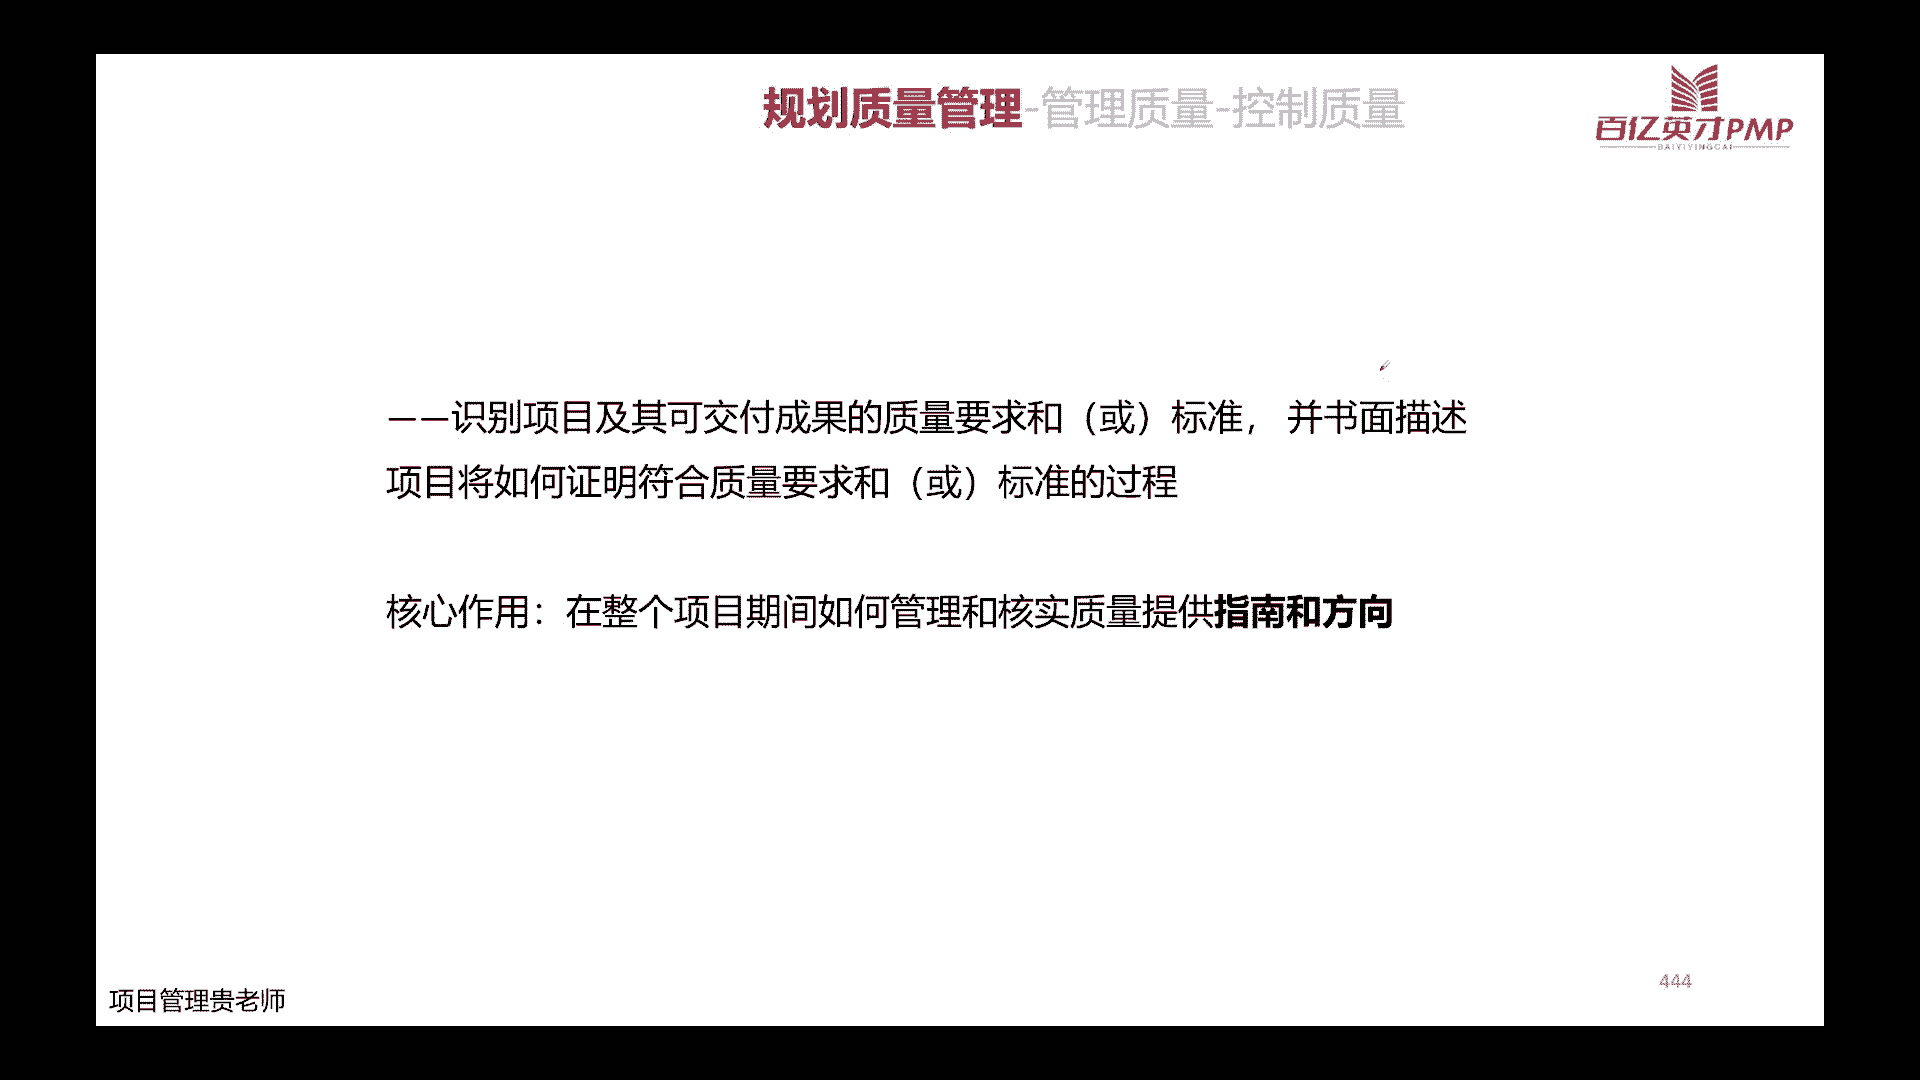 规划质量管理-管理质量-控制质量
百亿英才PMP
BAIYIYINGCAI
——识别项目及其可交付成果的质量要求和（或）标准， 并书面描述
项目将如何证明符合质量要求和（或）标准的过程
核心作用：在整个项目期间如何管理和核实质量提供指南和方向
444
项目管理贵老师